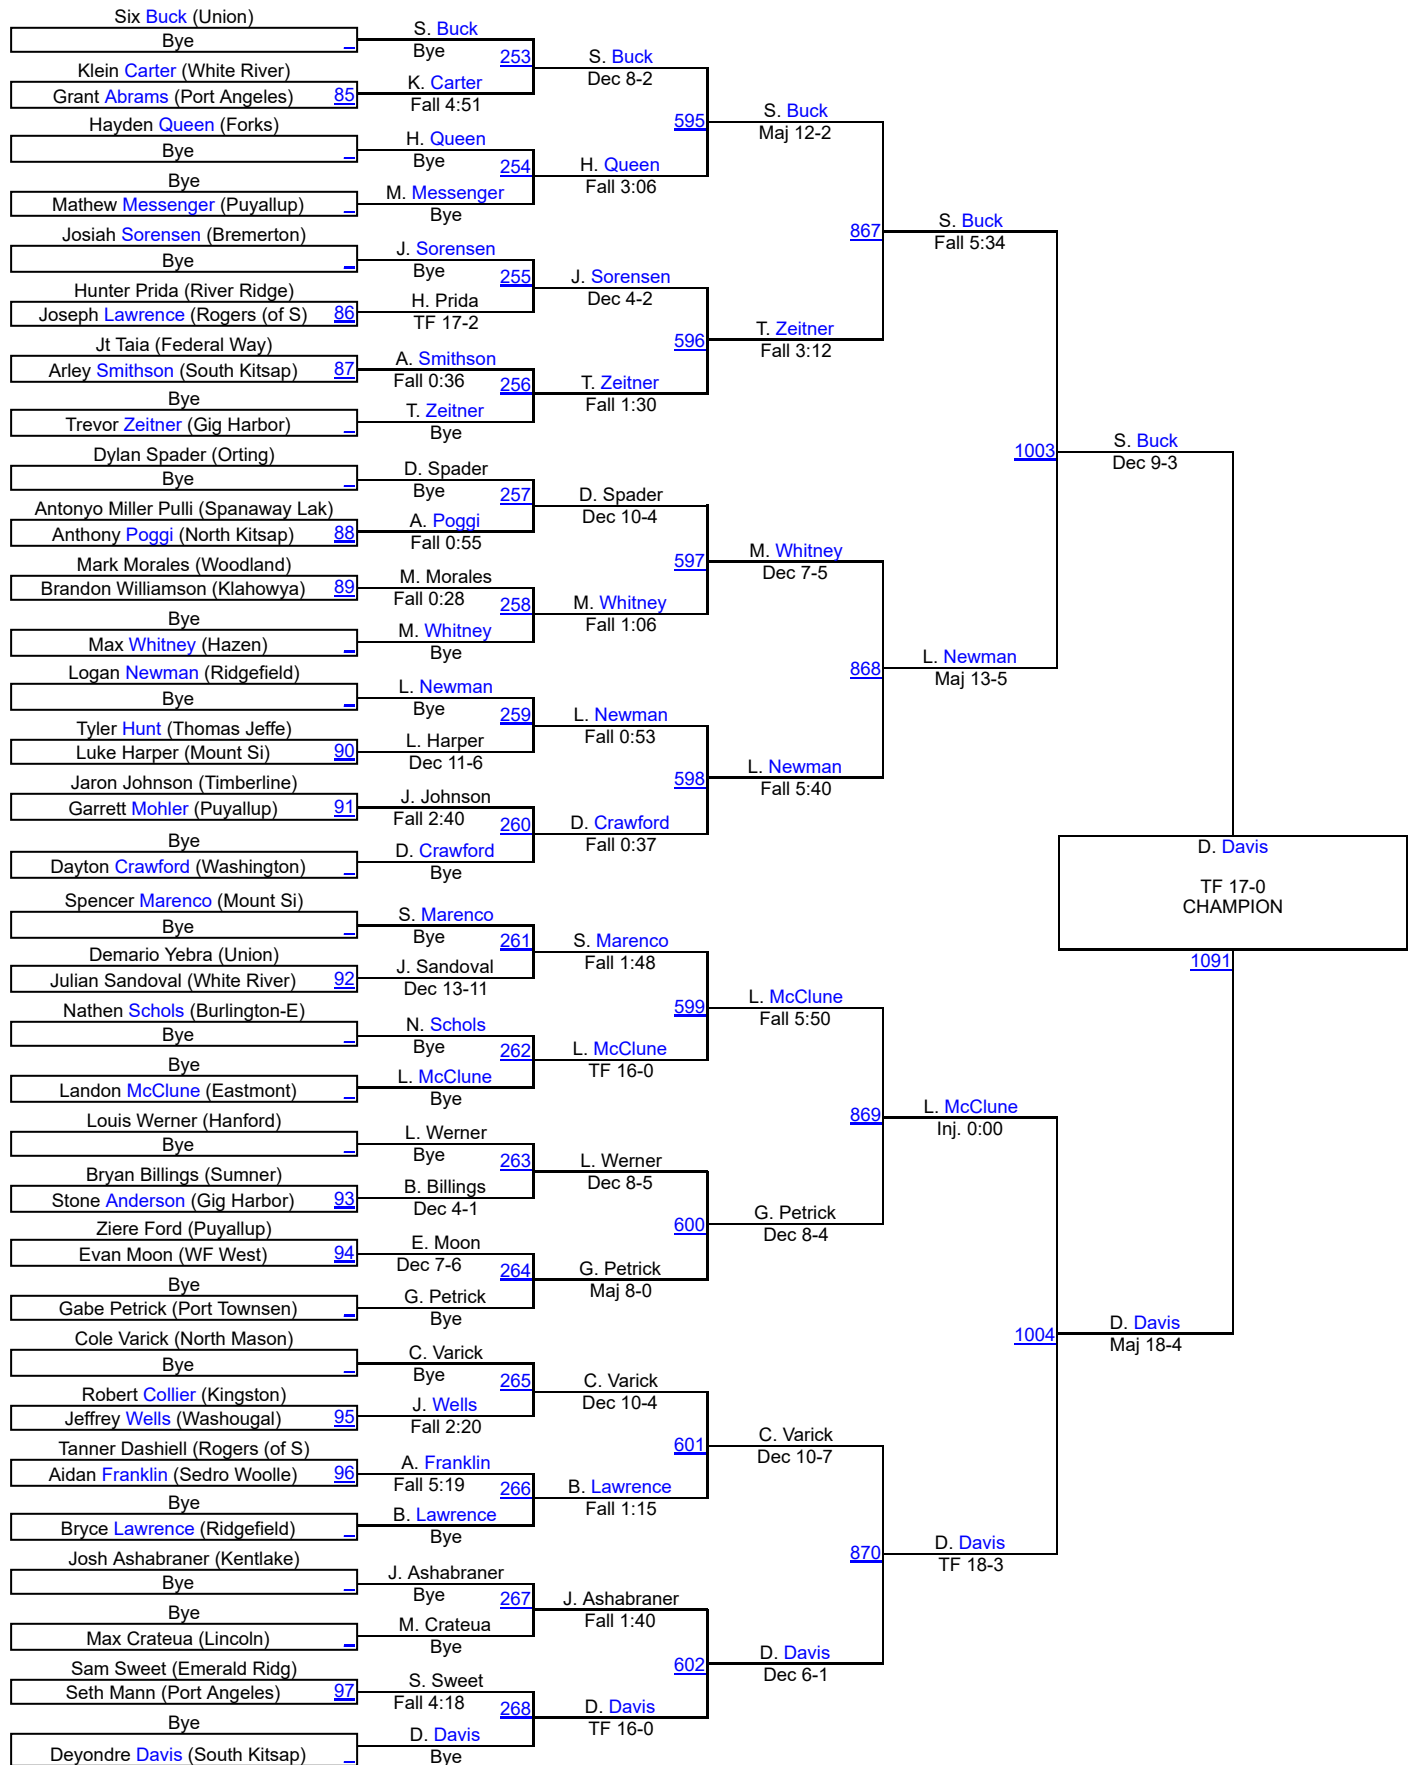 Six Buck (Union)
Bye
Klein Carter (White River)
Grant Abrams (Port Angeles) 85
Hayden Queen (Forks)
Bye
Bye
Mathew Messenger (Puyallup)
Josiah Sorensen (Bremerton)
Bye
Hunter Prida (River Ridge)
Joseph Lawrence (Rogers (of S) 86
Jt Taia (Federal Way)
Arley Smithson (South Kitsap) 87
Bye
Trevor Zeitner (Gig Harbor)
Dylan Spader (Orting)
Bye
Antonyo Miller Pulli (Spanaway Lak)
Anthony Poggi (North Kitsap) 88
Mark Morales (Woodland)
Brandon Williamson (Klahowya) 89
Bye
Max Whitney (Hazen)
Logan Newman (Ridgefield)
Bye
Tyler Hunt (Thomas Jeffe)
Luke Harper (Mount Si) 90
Jaron Johnson (Timberline)
Garrett Mohler (Puyallup) 91
Bye
Dayton Crawford (Washington)
Spencer Marenco (Mount Si)
Bye
Demario Yebra (Union)
Julian Sandoval (White River) 92
Nathen Schols (Burlington-E)
Bye
Bye
Landon McClune (Eastmont)
Louis Werner (Hanford)
Bye
Bryan Billings (Sumner)
Stone Anderson (Gig Harbor) 93
Ziere Ford (Puyallup)
Evan Moon (WF West) 94
Bye
Gabe Petrick (Port Townsen)
Cole Varick (North Mason)
Bye
Robert Collier (Kingston)
Jeffrey Wells (Washougal) 95
Tanner Dashiell (Rogers (of S)
Aidan Franklin (Sedro Woolle) 96
Bye
Bryce Lawrence (Ridgefield)
Josh Ashabraner (Kentlake)
Bye
Bye
Max Crateua (Lincoln)
Sam Sweet (Emerald Ridg)
Seth Mann (Port Angeles) 97
Bye
Deyondre Davis (South Kitsap)
S. Buck
Bye
253
K. Carter
Fall 4:51
H. Queen
Bye
254
M. Messenger
Bye
J. Sorensen
Bye
255
H. Prida
TF 17-2
A. Smithson
Fall 0:36
256
T. Zeitner
Bye
D. Spader
Bye
257
A. Poggi
Fall 0:55
M. Morales
Fall 0:28
258
M. Whitney
Bye
L. Newman
Bye
259
L. Harper
Dec 11-6
J. Johnson
Fall 2:40
260
D. Crawford
Bye
S. Marenco
Bye
261
J. Sandoval
Dec 13-11
N. Schols
Bye
262
L. McClune
Bye
L. Werner
Bye
263
B. Billings
Dec 4-1
E. Moon
Dec 7-6
264
G. Petrick
Bye
C. Varick
Bye
265
J. Wells
Fall 2:20
A. Franklin
Fall 5:19
266
B. Lawrence
Bye
J. Ashabraner
Bye
267
M. Crateua
Bye
S. Sweet
Fall 4:18
268
D. Davis
Bye
S. Buck
Dec 8-2
595
H. Queen
Fall 3:06
J. Sorensen
Dec 4-2
596
T. Zeitner
Fall 1:30
D. Spader
Dec 10-4
597
M. Whitney
Fall 1:06
L. Newman
Fall 0:53
598
D. Crawford
Fall 0:37
S. Marenco
Fall 1:48
599
L. McClune
TF 16-0
L. Werner
Dec 8-5
600
G. Petrick
Maj 8-0
C. Varick
Dec 10-4
601
B. Lawrence
Fall 1:15
J. Ashabraner
Fall 1:40
602
D. Davis
TF 16-0
S. Buck
Maj 12-2
867
T. Zeitner
Fall 3:12
M. Whitney
Dec 7-5
868
L. Newman
Fall 5:40
L. McClune
Fall 5:50
869
G. Petrick
Dec 8-4
C. Varick
Dec 10-7
870
D. Davis
Dec 6-1
S. Buck
Fall 5:34
1003
L. Newman
Maj 13-5
L. McClune
Inj. 0:00
1004
D. Davis
TF 18-3
S. Buck
Dec 9-3
D. Davis
Maj 18-4
D. Davis
TF 17-0
CHAMPION
1091